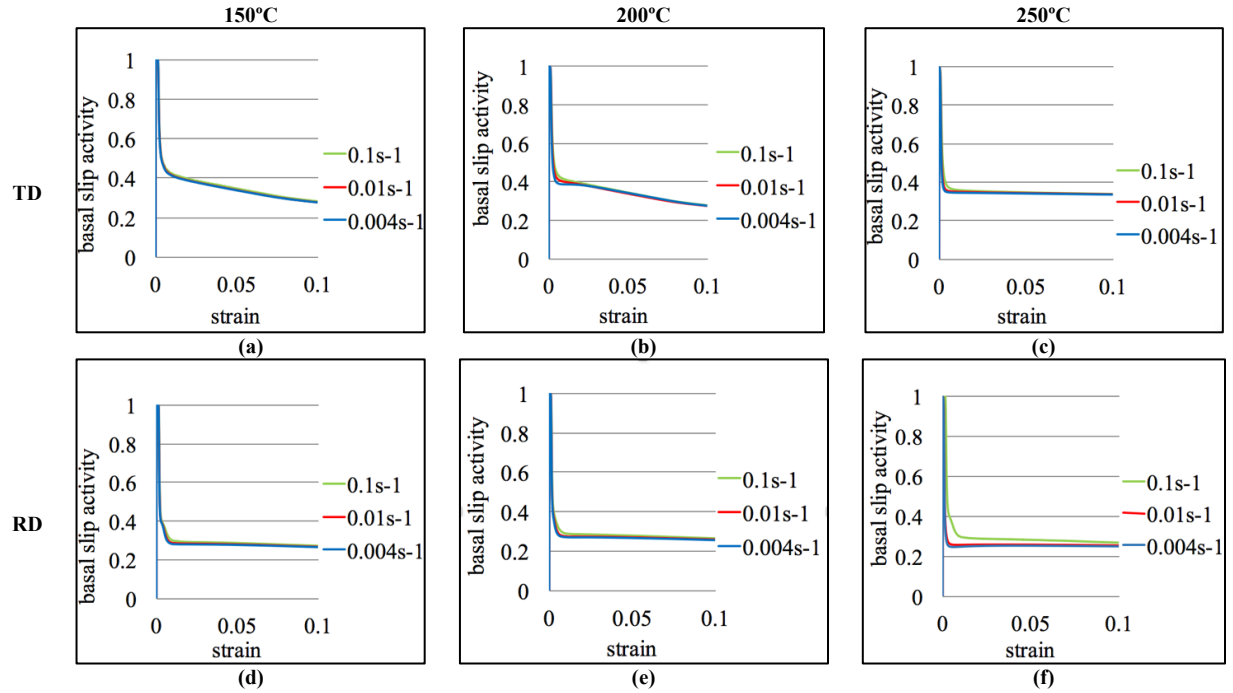 150ºC 200ºC 250ºC
TD
basal slip activity
1
0.8
0.6
0.4
0.2
0
0 0.05 0.1
strain
0.1s-1
0.01s-1
0.004s-1
(a)
basal slip activity
1
0.8
0.6
0.4
0.2
0
0 0.05 0.1
strain
0.1s-1
0.01s-1
0.004s-1
(b)
basal slip activity
1
0.8
0.6
0.4
0.2
0
0 0.05 0.1
strain
0.1s-1
0.01s-1
0.004s-1
(c)
RD
basal slip activity
1
0.8
0.6
0.4
0.2
0
0 0.05 0.1
strain
0.1s-1
0.01s-1
0.004s-1
(d)
basal slip activity
1
0.8
0.6
0.4
0.2
0
0 0.05 0.1
strain
0.1s-1
0.01s-1
0.004s-1
(e)
basal slip activity
1
0.8
0.6
0.4
0.2
0
0 0.05 0.1
strain
0.1s-1
0.01s-1
0.004s-1
(f)